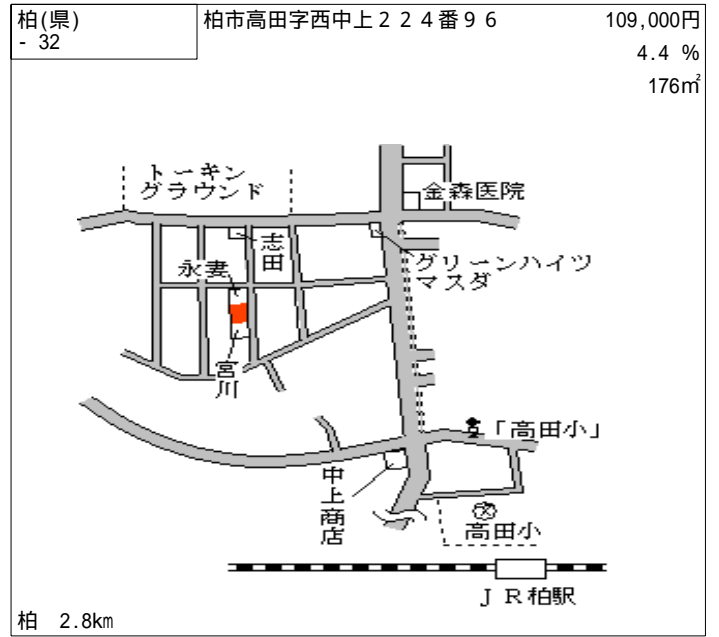 柏(県)
- 32
柏市高田字西中上２２４番９６
109,000円
4.4 %
176㎡
トーキン
グラウンド
金森医院
志田
グリーンハイツ
マスダ
永妻
宮川
「高田小」
中上商店
文
高田小
ＪＲ柏駅
柏 2.8km